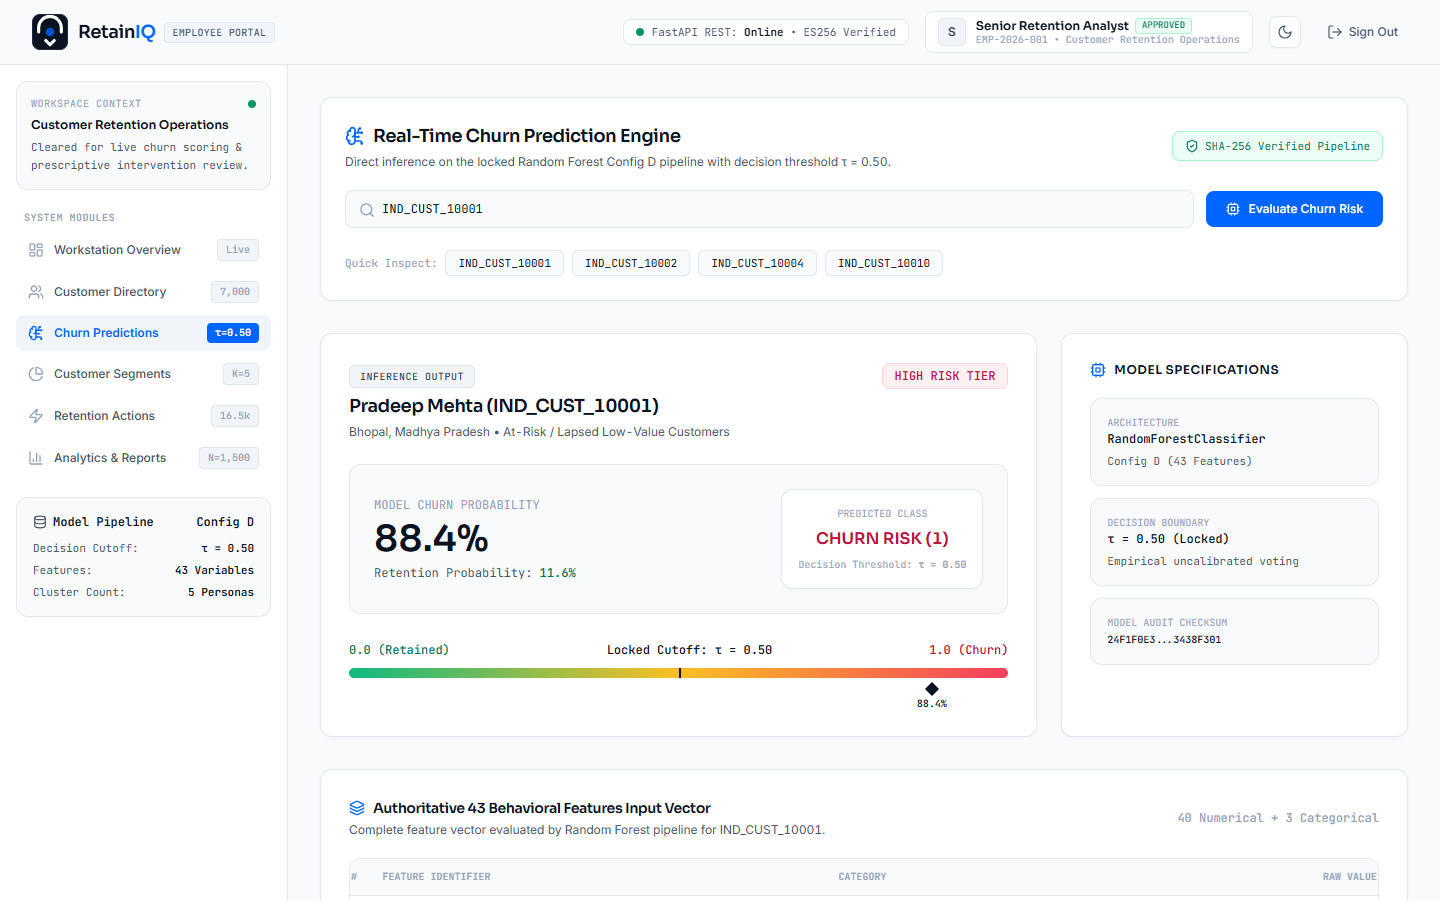 RetainIQ EMPLOYEE PORTAL
FastAPI REST: Online • ES256 Verified
S
Senior Retention Analyst APPROVED
EMP-2026-001 • Customer Retention Operations
Sign Out
WORKSPACE CONTEXT
Customer Retention Operations
Cleared for live churn scoring &
prescriptive intervention review.
SYSTEM MODULES
Workstation Overview Live
Customer Directory 7,000
Churn Predictions τ=0.50
Customer Segments K=5
Retention Actions 16.5k
Analytics & Reports N=1,500
Model Pipeline Config D
Decision Cutoff: τ = 0.50
Features: 43 Variables
Cluster Count: 5 Personas
Real-Time Churn Prediction Engine
Direct inference on the locked Random Forest Config D pipeline with decision threshold τ = 0.50.
SHA-256 Verified Pipeline
IND_CUST_10001
Evaluate Churn Risk
Quick Inspect: IND_CUST_10001 IND_CUST_10002 IND_CUST_10004 IND_CUST_10010
INFERENCE OUTPUT
HIGH RISK TIER
Pradeep Mehta (IND_CUST_10001)
Bhopal, Madhya Pradesh • At-Risk / Lapsed Low-Value Customers
MODEL CHURN PROBABILITY
88.4%
Retention Probability: 11.6%
PREDICTED CLASS
CHURN RISK (1)
Decision Threshold: τ = 0.50
0.0 (Retained) Locked Cutoff: τ = 0.50 1.0 (Churn)
88.4%
MODEL SPECIFICATIONS
ARCHITECTURE
RandomForestClassifier
Config D (43 Features)
DECISION BOUNDARY
τ = 0.50 (Locked)
Empirical uncalibrated voting
MODEL AUDIT CHECKSUM
24F1F0E3...3438F301
Authoritative 43 Behavioral Features Input Vector
Complete feature vector evaluated by Random Forest pipeline for IND_CUST_10001.
40 Numerical + 3 Categorical
# FEATURE IDENTIFIER CATEGORY RAW VALUE